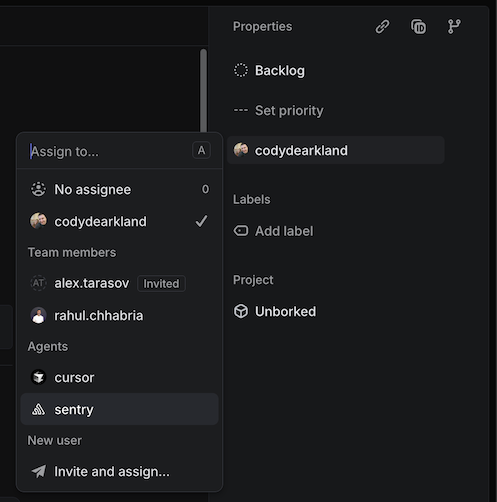 Properties
Backlog
Set priority
codydearkland
Labels
Add label
Project
Unborked
Assign to...
A
No assignee
0
codydearkland
Team members
AT
alex.tarasov
Invited
rahul.chhabria
Agents
cursor
sentry
New user
Invite and assign...